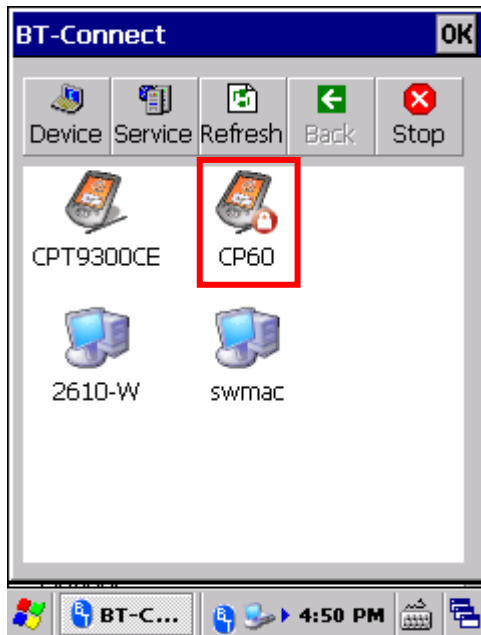 BT-Connect OK
Device Service Refresh Back Stop
CPT9300CE CP60
2610-W swmac
BT-C... 4:50 PM